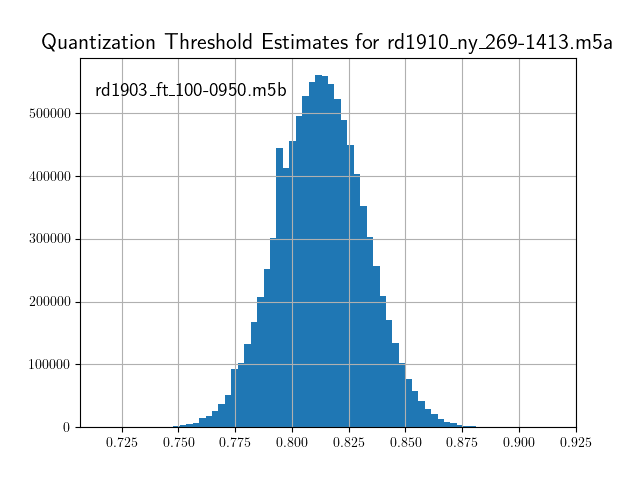 Quantization Threshold Estimates for rd1910_ny_269-1413.m5a
rd1903_ft_100-0950.m5b
500000
400000
300000
200000
100000
0
0.725 0.750 0.775 0.800 0.825 0.850 0.875 0.900 0.925